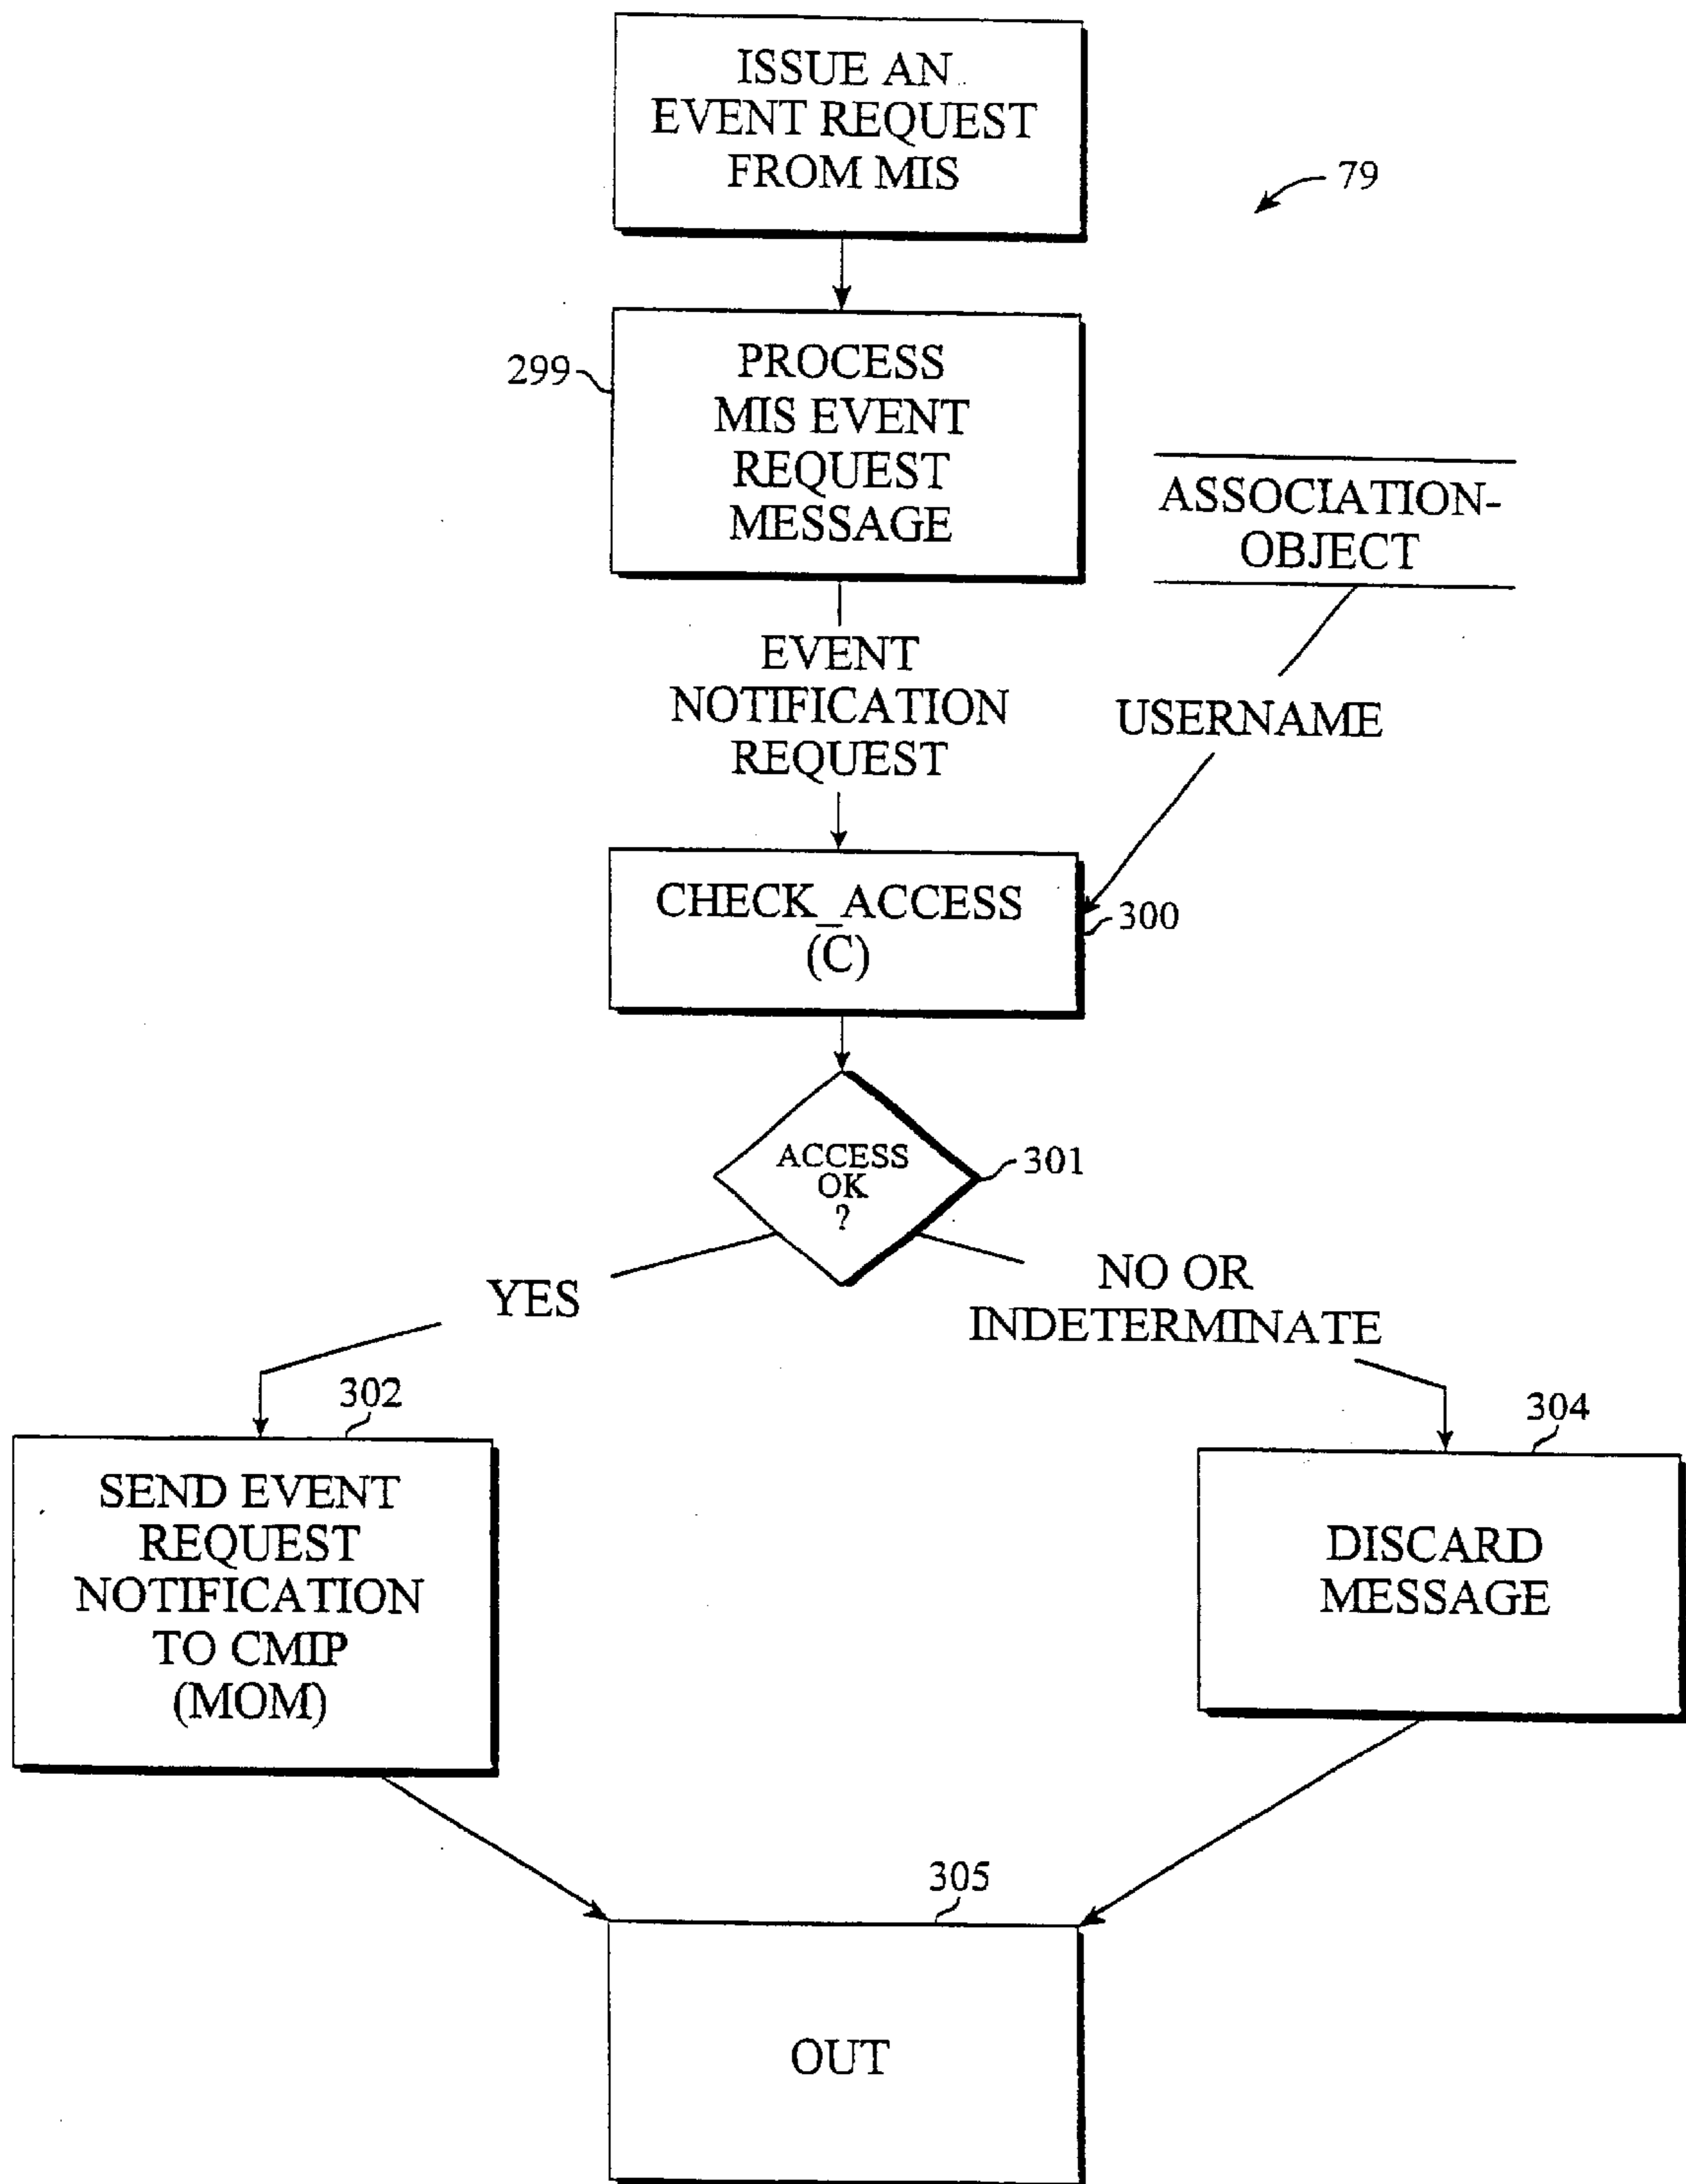 ISSUE AN
EVENT REQUEST
FROM MIS
79
299
PROCESS
MIS EVENT
REQUEST
MESSAGE
ASSOCIATION-
OBJECT
EVENT
NOTIFICATION
REQUEST
USERNAME
CHECK_ACCESS
(C)
300
ACCESS
OK
?
301
YES
NO OR
INDETERMINATE
302
SEND EVENT
REQUEST
NOTIFICATION
TO CMIP
(MOM)
304
DISCARD
MESSAGE
305
OUT